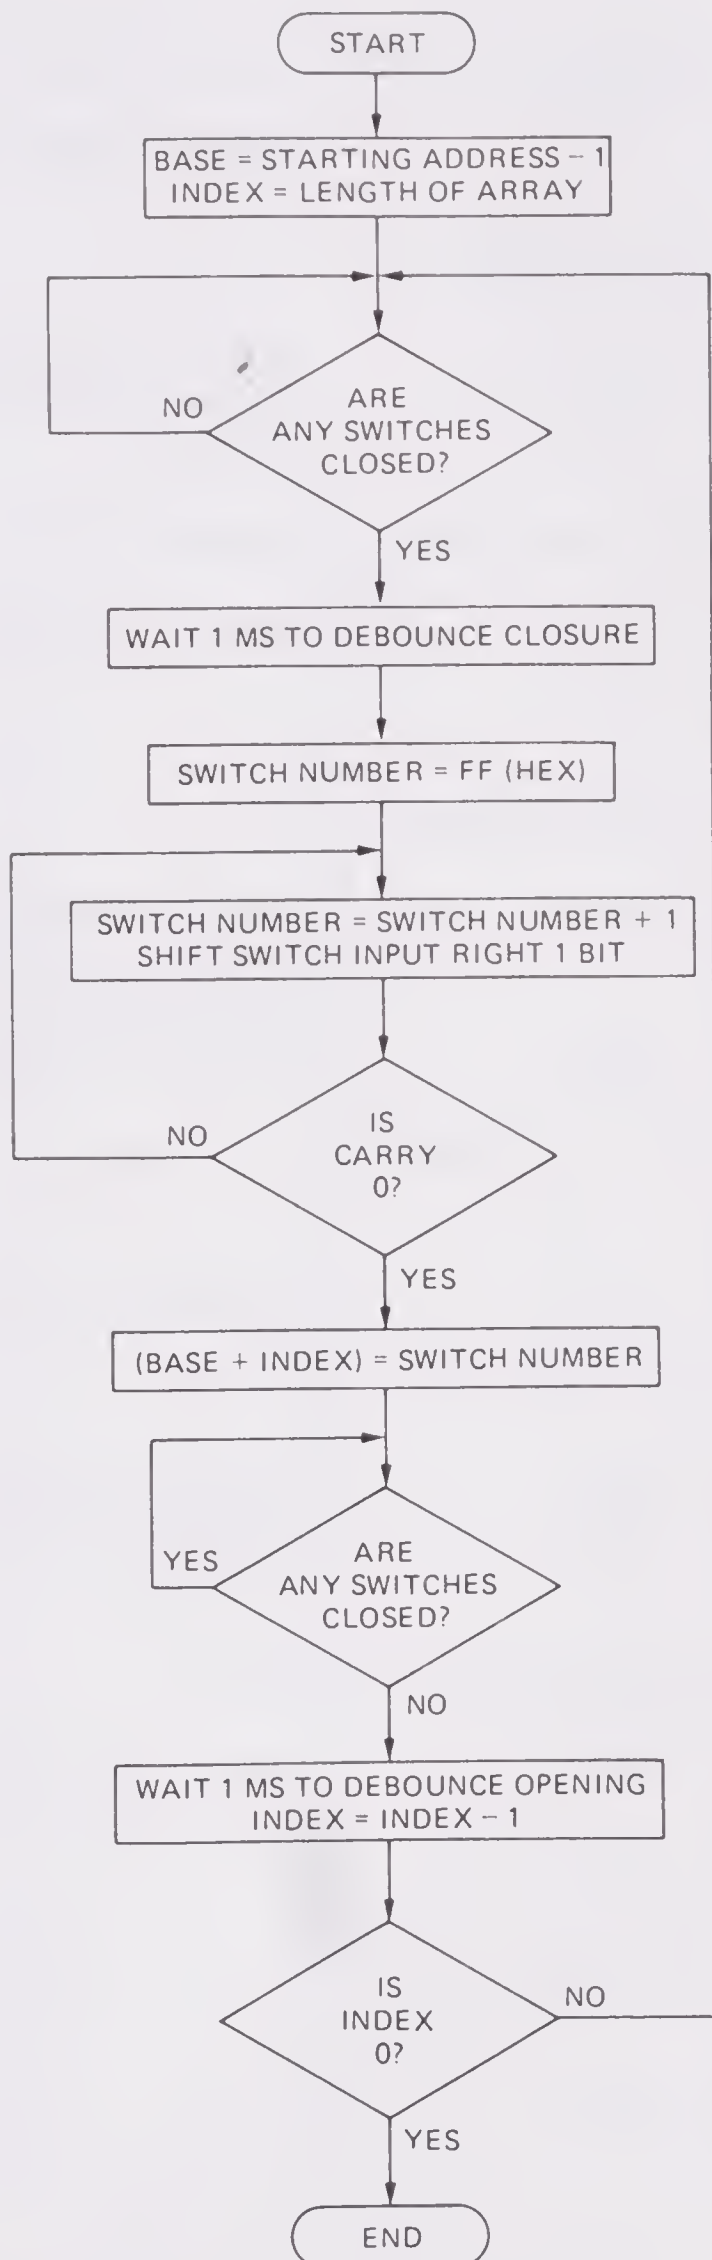 START
BASE = STARTING ADDRESS − 1
INDEX = LENGTH OF ARRAY
NO
ARE
ANY SWITCHES
CLOSED?
YES
WAIT 1 MS TO DEBOUNCE CLOSURE
SWITCH NUMBER = FF (HEX)
SWITCH NUMBER = SWITCH NUMBER + 1
SHIFT SWITCH INPUT RIGHT 1 BIT
NO
IS
CARRY
0?
YES
(BASE + INDEX) = SWITCH NUMBER
YES
ARE
ANY SWITCHES
CLOSED?
NO
WAIT 1 MS TO DEBOUNCE OPENING
INDEX = INDEX − 1
IS
INDEX
0?
NO
YES
END